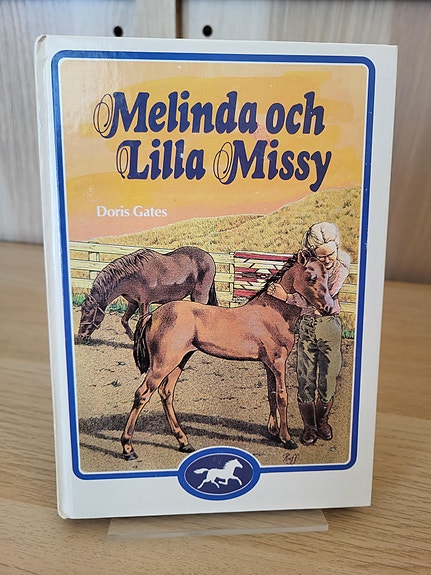 Melinda och
Lilla Missy
Doris Gates